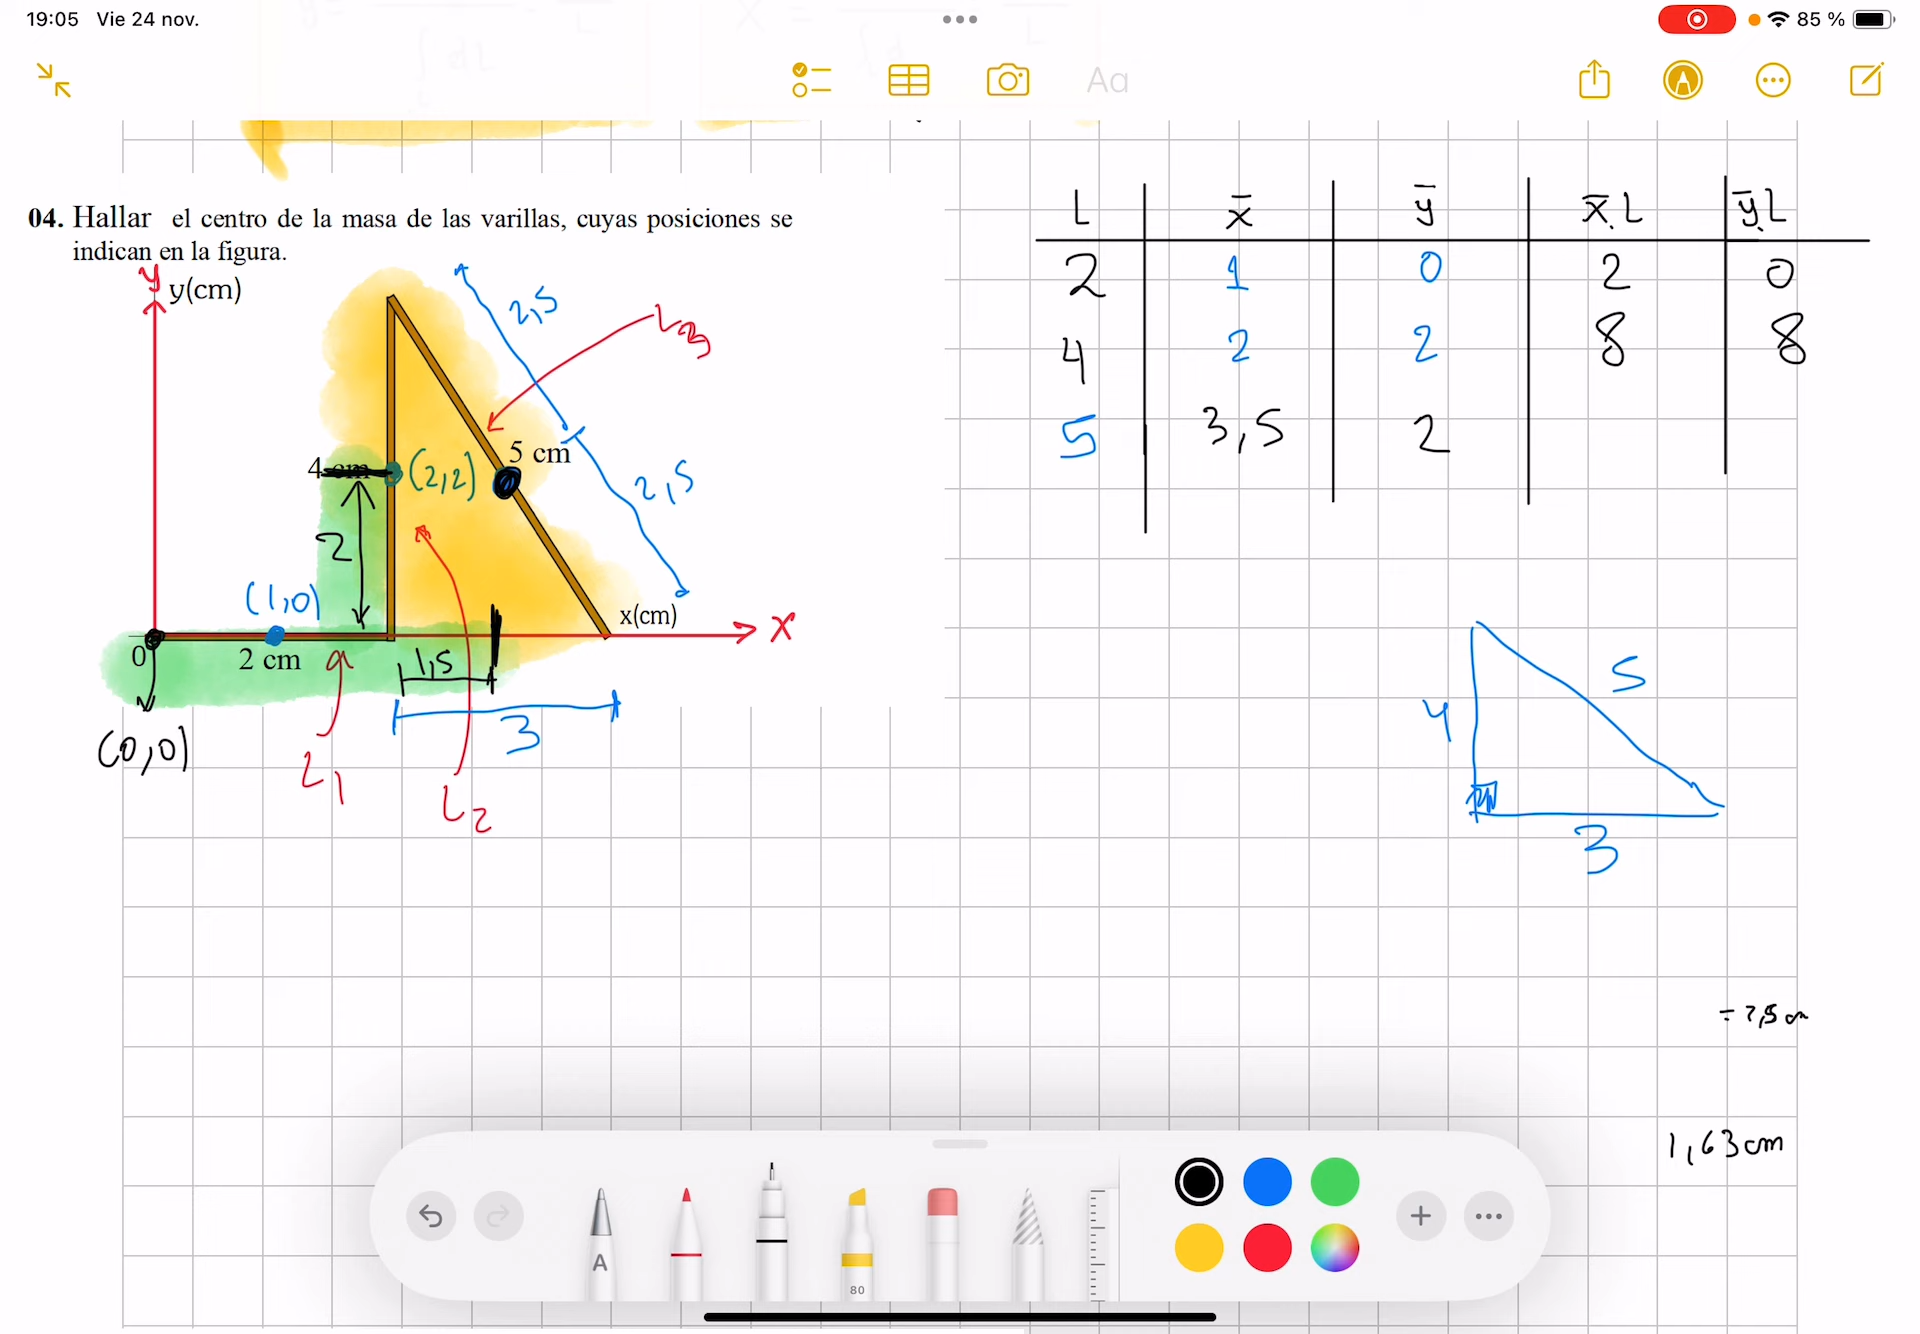 19:05 Vie 24 nov.
85 %
Aa
04. Hallar el centro de la masa de las varillas, cuyas posiciones se
indican en la figura.
y
y(cm)
2,5
L3
5 cm
4 cm
(2,2)
2,5
2
(1,0)
x(cm)
x
0
2 cm
1,5
3
(0,0)
L1
L2
L x̄ ȳ x̄.L ȳ.L
2 1 0 2 0
4 2 2 8 8
5 3,5 2
5
4
3
1,63 cm
A
80